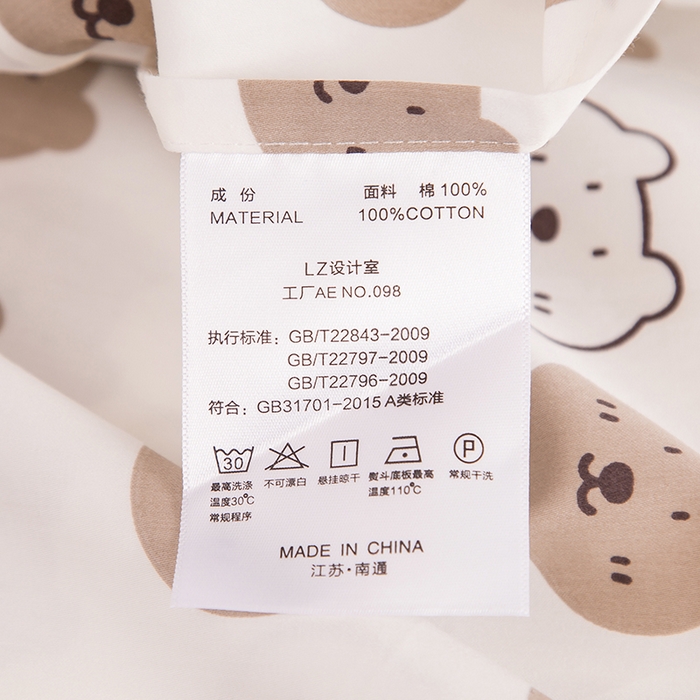 成 份 面料 棉100%
MATERIAL 100%COTTON
LZ设计室
工厂AE NO.098
执行标准：GB/T22843-2009
GB/T22797-2009
GB/T22796-2009
符合：GB31701-2015 A类标准
30 P
最高洗涤 不可漂白 悬挂晾干 熨斗底板最高 常规干洗
温度30℃ 温度110℃
常规程序
MADE IN CHINA
江苏·南通